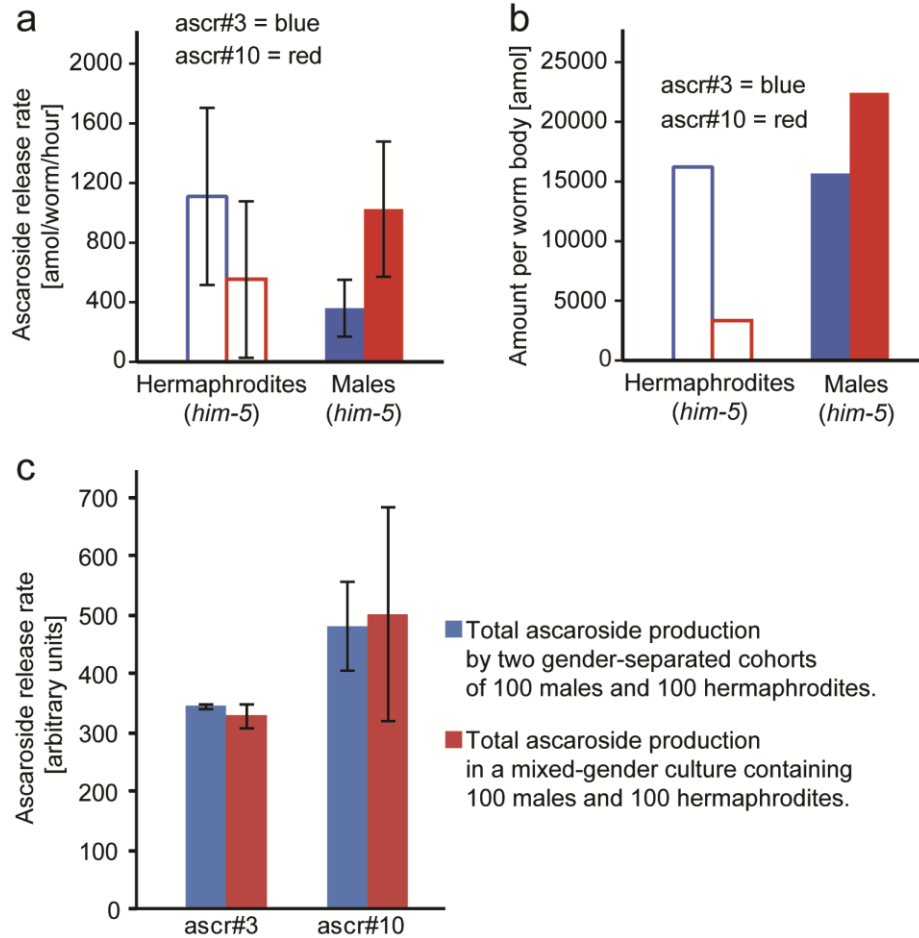 a
ascr#3 = blue
ascr#10 = red
Ascaroside release rate
[amol/worm/hour]
2000
1600
1200
800
400
0
Hermaphrodites
(him-5)
Males
(him-5)
b
ascr#3 = blue
ascr#10 = red
Amount per worm body [amol]
25000
20000
15000
10000
5000
0
Hermaphrodites
(him-5)
Males
(him-5)
c
Ascaroside release rate
[arbitrary units]
700
600
500
400
300
200
100
0
ascr#3
ascr#10
Total ascaroside production
by two gender-separated cohorts
of 100 males and 100 hermaphrodites.
Total ascaroside production
in a mixed-gender culture containing
100 males and 100 hermaphrodites.